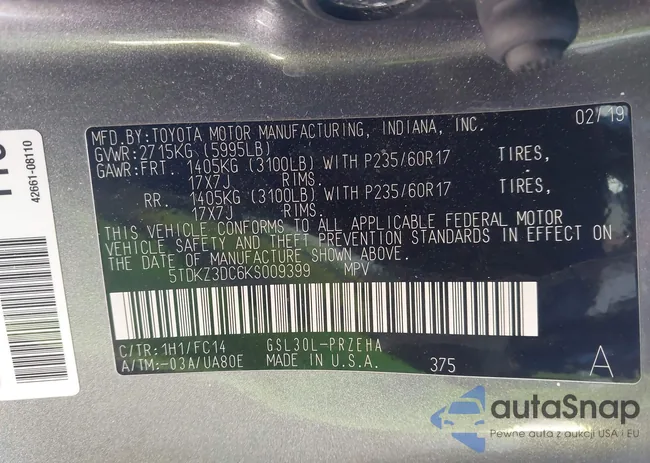 MFD.BY:TOYOTA MOTOR MANUFACTURING, INDIANA, INC. 02/19
GVWR:2715KG (5995LB)
GAWR:FRT. 1405KG (3100LB) WITH P235/60R17 TIRES,
17X7J RIMS.
RR. 1405KG (3100LB) WITH P235/60R17 TIRES,
17X7J RIMS.
THIS VEHICLE CONFORMS TO ALL APPLICABLE FEDERAL MOTOR
VEHICLE SAFETY AND THEFT PREVENTION STANDARDS IN EFFECT ON
THE DATE OF MANUFACTURE SHOWN ABOVE.
5TDKZ3DC6KS009399 MPV
C/TR:1H1/FC14 GSL30L-PRZEHA
A/TM:-03A/UA80E MADE IN U.S.A. 375 A
42661-08110
autaSnap
Pewne auta z aukcji USA i EU